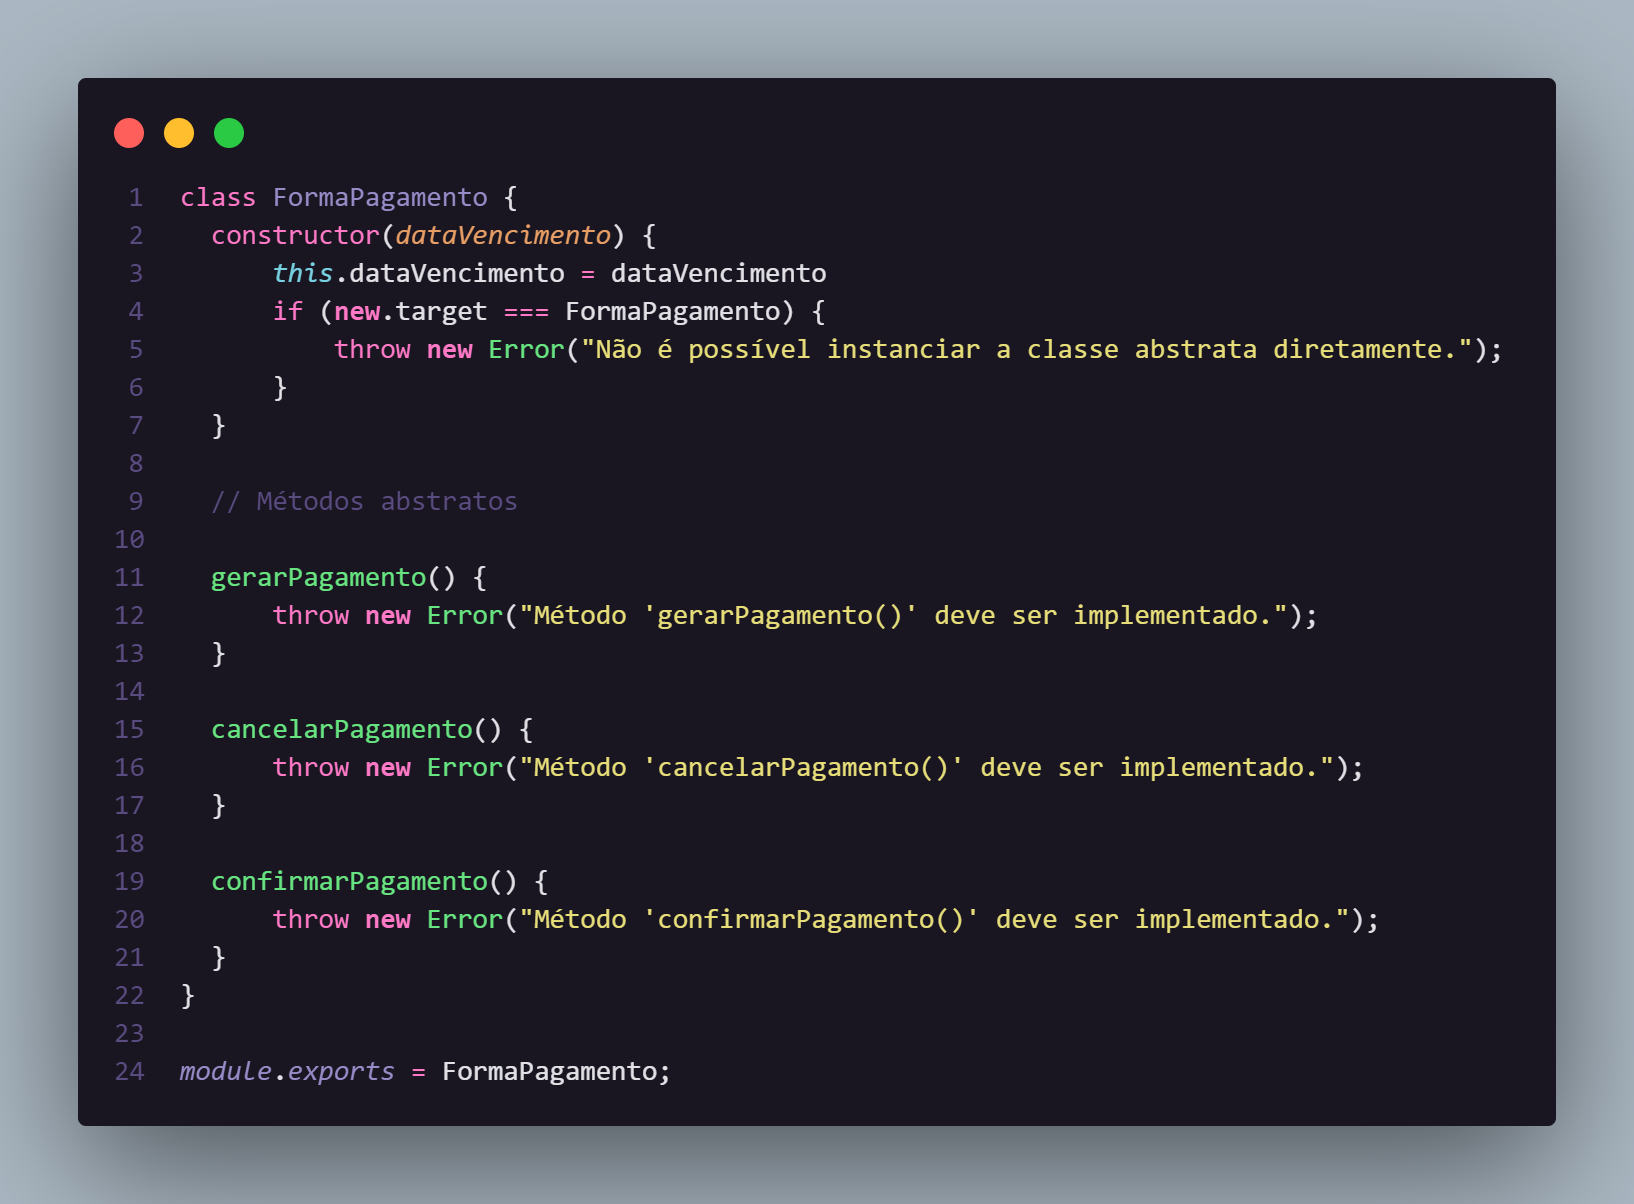 1 class FormaPagamento {
2   constructor(dataVencimento) {
3       this.dataVencimento = dataVencimento
4       if (new.target === FormaPagamento) {
5           throw new Error("Não é possível instanciar a classe abstrata diretamente.");
6       }
7   }
8
9   // Métodos abstratos
10
11   gerarPagamento() {
12       throw new Error("Método 'gerarPagamento()' deve ser implementado.");
13   }
14
15   cancelarPagamento() {
16       throw new Error("Método 'cancelarPagamento()' deve ser implementado.");
17   }
18
19   confirmarPagamento() {
20       throw new Error("Método 'confirmarPagamento()' deve ser implementado.");
21   }
22 }
23
24 module.exports = FormaPagamento;